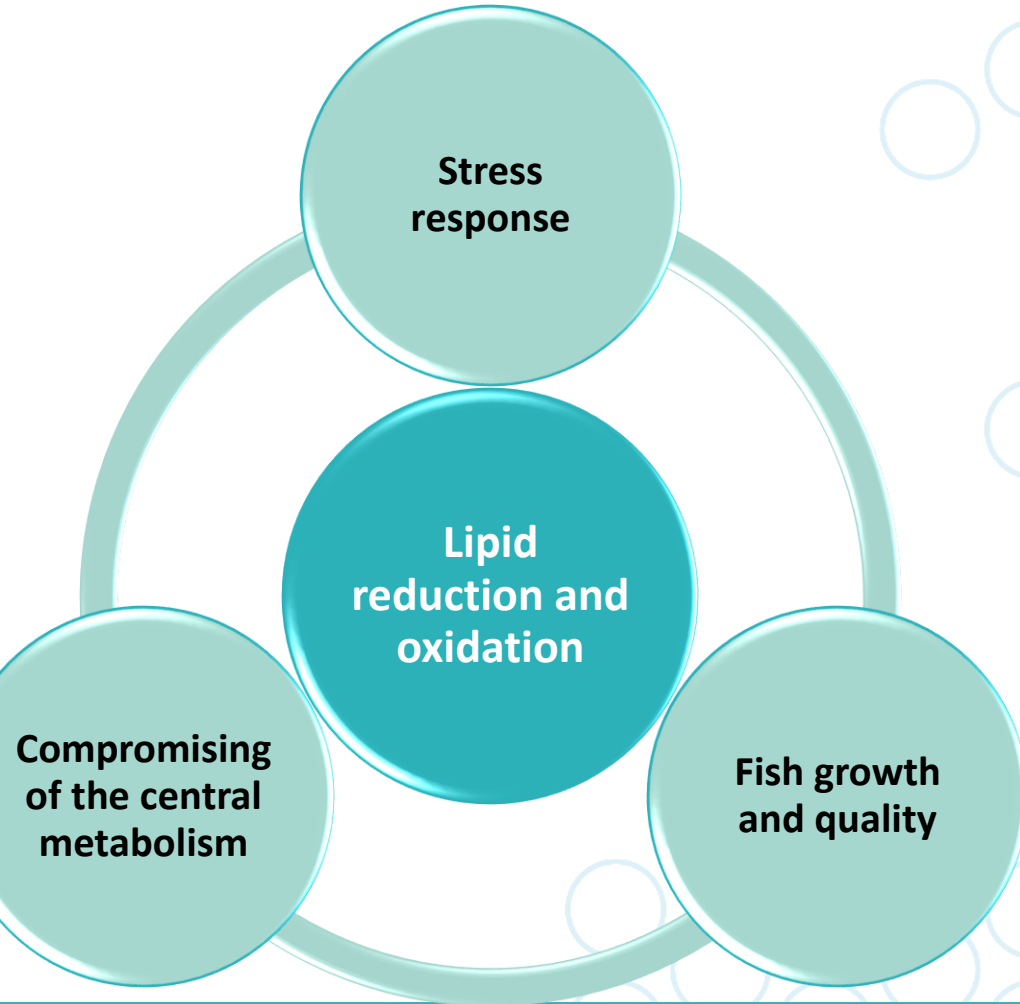 Stress
response
Lipid
reduction and
oxidation
Compromising
of the central
metabolism
Fish growth
and quality